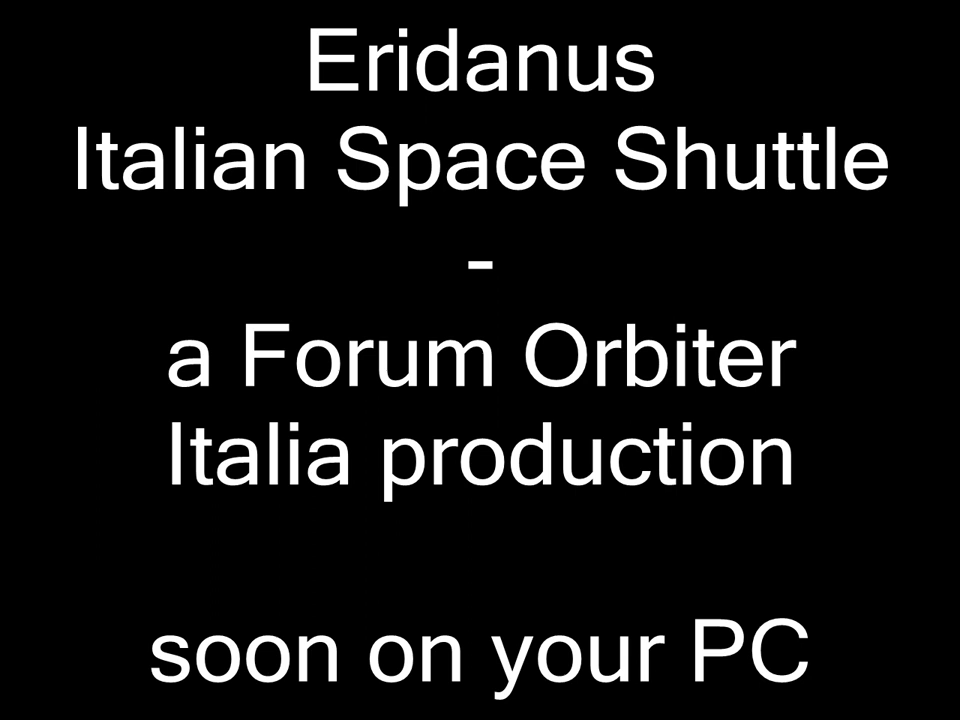 Eridanus
Italian Space Shuttle
-
a Forum Orbiter
Italia production
soon on your PC